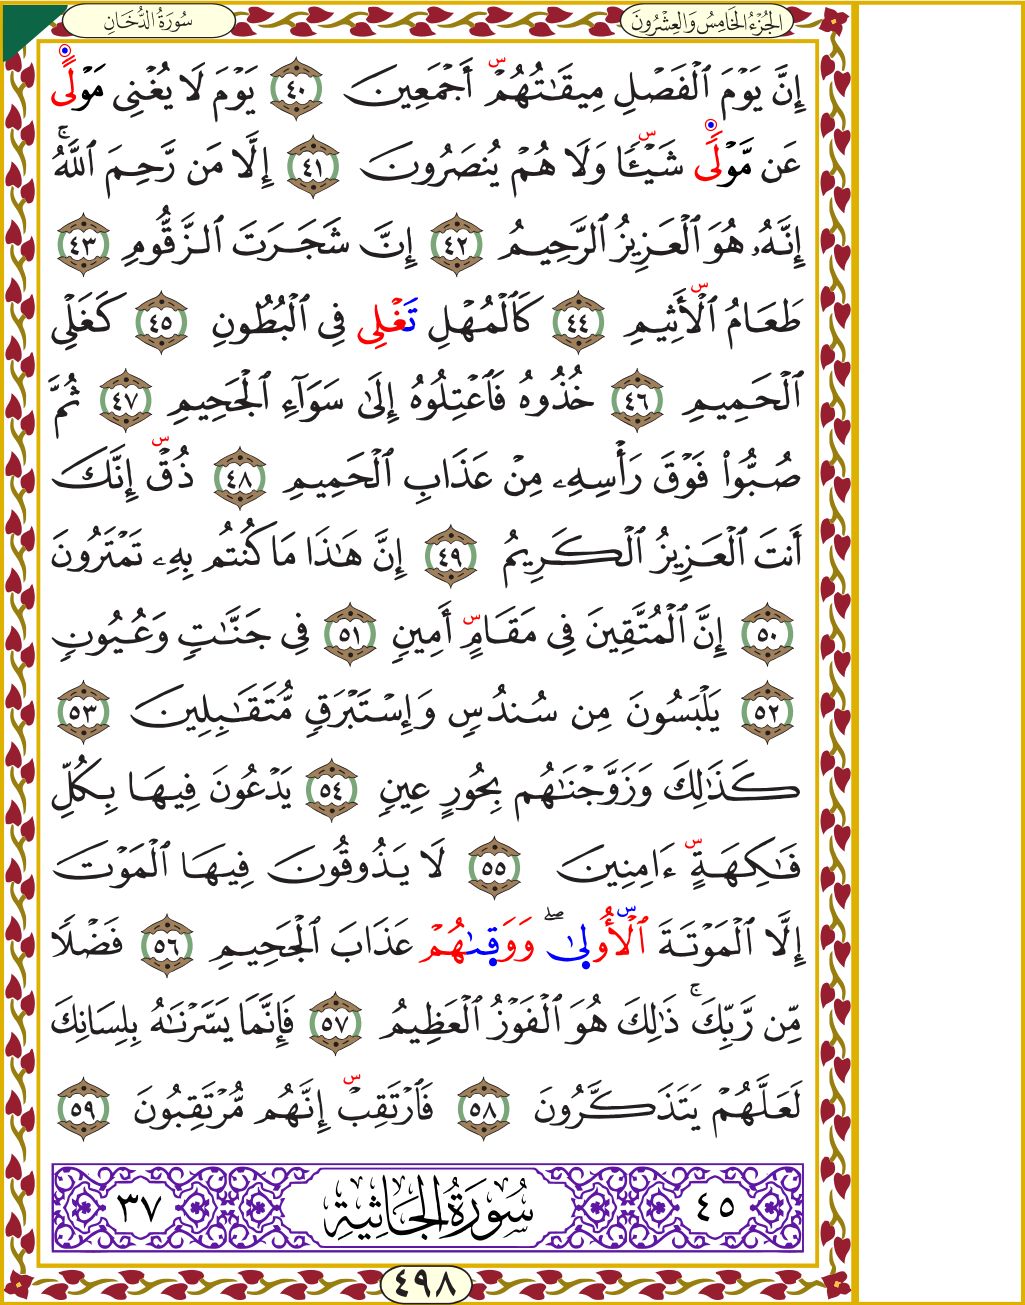 الجُزْءُ الخَامِسُ وَالعِشْرُونَ
سُورَةُ الدُّخَانِ
إِنَّ يَوْمَ ٱلْفَصْلِ مِيقَٰتُهُمْ أَجْمَعِينَ ٤٠ يَوْمَ لَا يُغْنِى مَوْلًى
عَن مَّوْلًى شَيْـًٔا وَلَا هُمْ يُنصَرُونَ ٤١ إِلَّا مَن رَّحِمَ ٱللَّهُ ۚ
إِنَّهُۥ هُوَ ٱلْعَزِيزُ ٱلرَّحِيمُ ٤٢ إِنَّ شَجَرَتَ ٱلزَّقُّومِ ٤٣
طَعَامُ ٱلْأَثِيمِ ٤٤ كَٱلْمُهْلِ تَغْلِى فِى ٱلْبُطُونِ ٤٥ كَغَلْىِ
ٱلْحَمِيمِ ٤٦ خُذُوهُ فَٱعْتِلُوهُ إِلَىٰ سَوَآءِ ٱلْجَحِيمِ ٤٧ ثُمَّ
صُبُّوا۟ فَوْقَ رَأْسِهِۦ مِنْ عَذَابِ ٱلْحَمِيمِ ٤٨ ذُقْ إِنَّكَ
أَنتَ ٱلْعَزِيزُ ٱلْكَرِيمُ ٤٩ إِنَّ هَٰذَا مَا كُنتُم بِهِۦ تَمْتَرُونَ
٥٠ إِنَّ ٱلْمُتَّقِينَ فِى مَقَامٍ أَمِينٍ ٥١ فِى جَنَّٰتٍ وَعُيُونٍ
٥٢ يَلْبَسُونَ مِن سُندُسٍ وَإِسْتَبْرَقٍ مُّتَقَٰبِلِينَ ٥٣
كَذَٰلِكَ وَزَوَّجْنَٰهُم بِحُورٍ عِينٍ ٥٤ يَدْعُونَ فِيهَا بِكُلِّ
فَٰكِهَةٍ ءَامِنِينَ ٥٥ لَا يَذُوقُونَ فِيهَا ٱلْمَوْتَ
إِلَّا ٱلْمَوْتَةَ ٱلْأُولَىٰ ۖ وَوَقَىٰهُمْ عَذَابَ ٱلْجَحِيمِ ٥٦ فَضْلًا
مِّن رَّبِّكَ ۚ ذَٰلِكَ هُوَ ٱلْفَوْزُ ٱلْعَظِيمُ ٥٧ فَإِنَّمَا يَسَّرْنَٰهُ بِلِسَانِكَ
لَعَلَّهُمْ يَتَذَكَّرُونَ ٥٨ فَٱرْتَقِبْ إِنَّهُم مُّرْتَقِبُونَ ٥٩
٤٥ سُورَةُ الجَاثِيَةِ ٣٧
٤٩٨